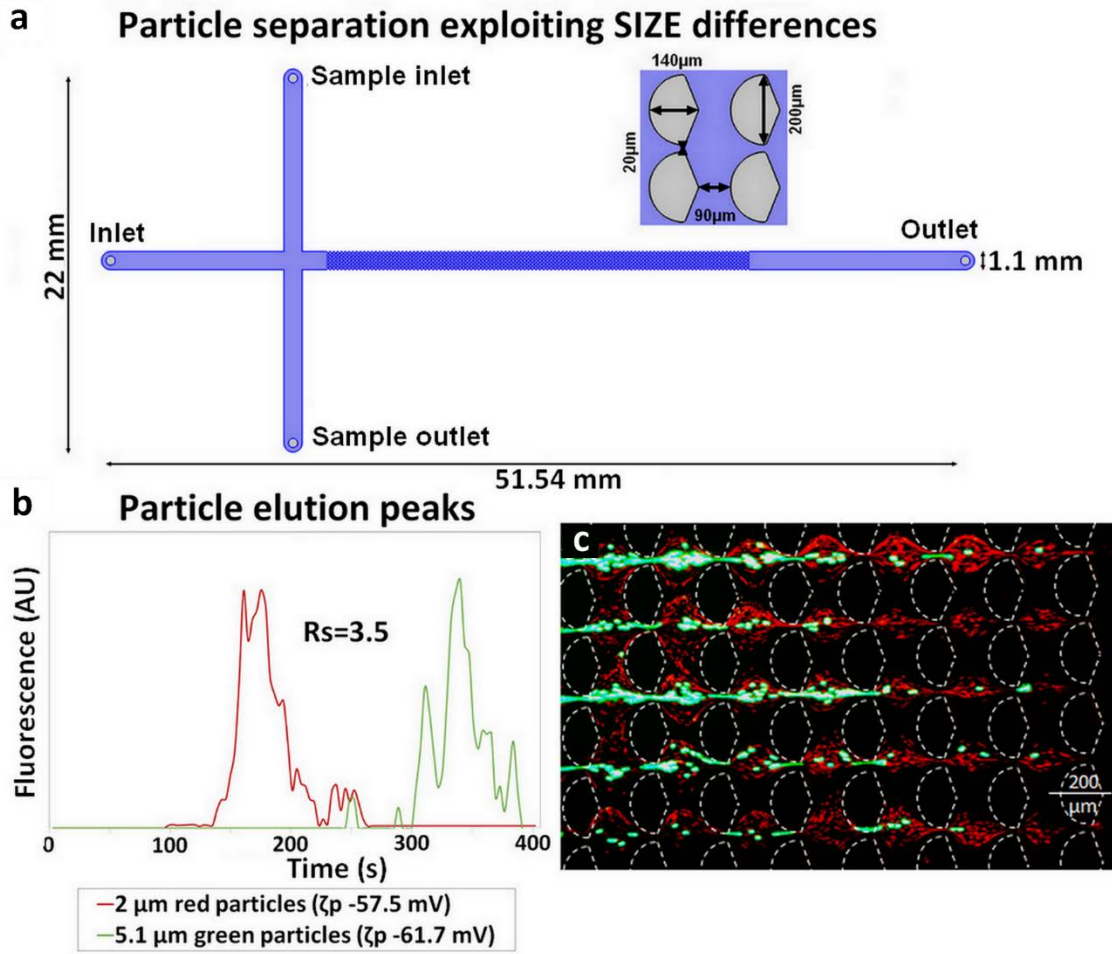 a
Particle separation exploiting SIZE differences
Sample inlet
140µm
200µm
20µm
90µm
Inlet
Outlet
22 mm
1.1 mm
Sample outlet
51.54 mm
b
Particle elution peaks
c
Fluorescence (AU)
Rs=3.5
0
100
200
300
400
Time (s)
2 µm red particles (ζp -57.5 mV)
5.1 µm green particles (ζp -61.7 mV)
200
µm